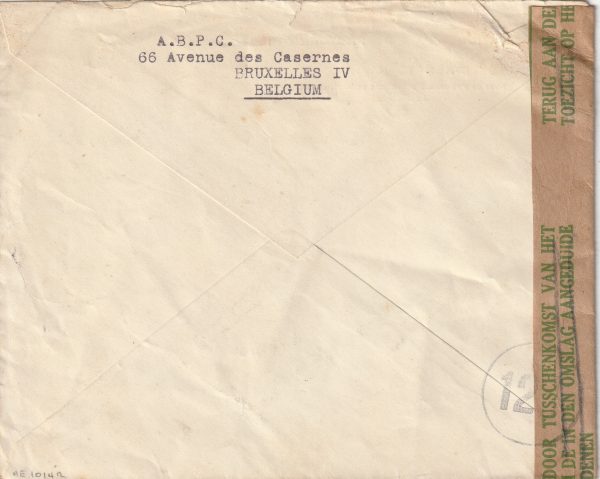 A.B.P.C.
66 Avenue des Casernes
BRUXELLES IV
BELGIUM
TERUG AAN DE
TOEZICHT OP HE
DOOR TUSSCHENKOMST VAN HET
DE IN DEN OMSLAG AANGEDUIDE
DENEN
12